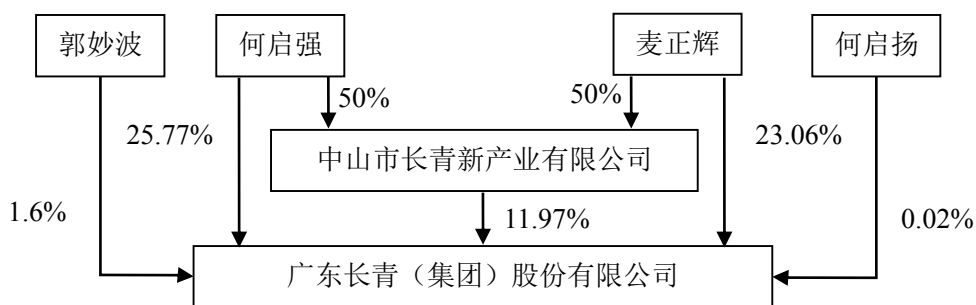 郭妙波
何启强
麦正辉
何启扬
50%
50%
25.77%
23.06%
中山市长青新产业有限公司
1.6%
11.97%
0.02%
广东长青（集团）股份有限公司